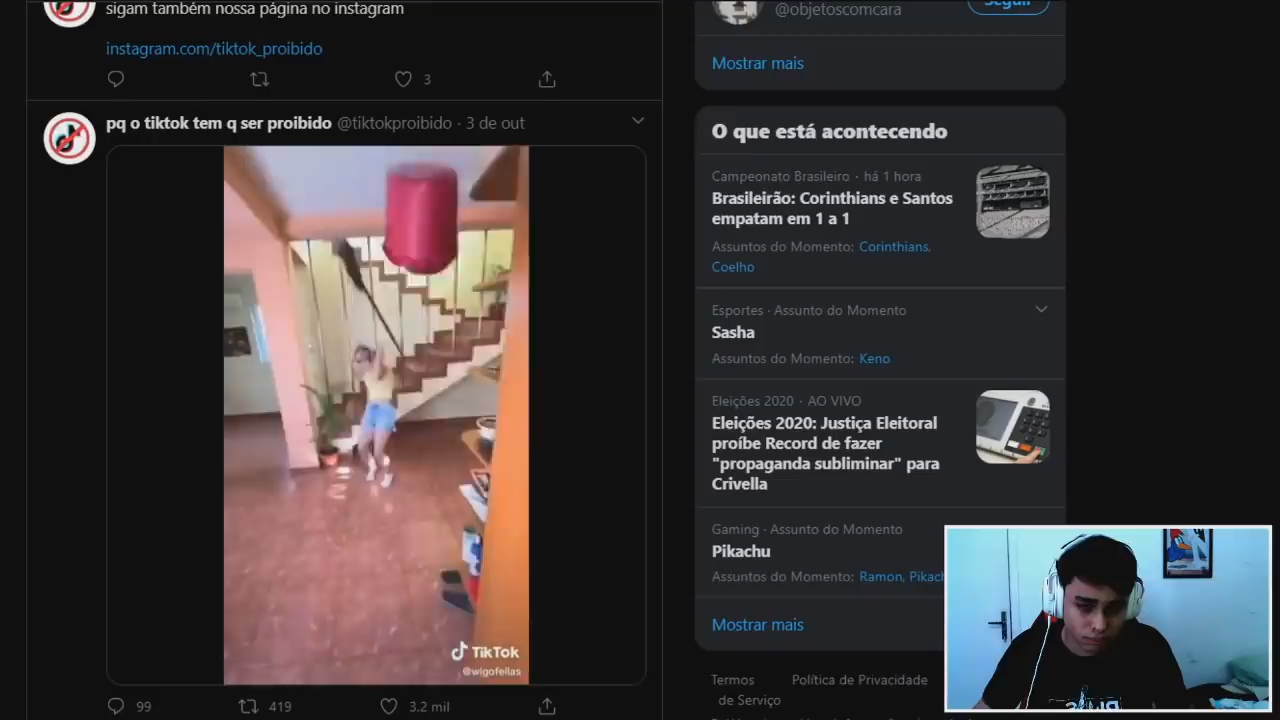 sigam também nossa página no instagram
instagram.com/tiktok_proibido
3
pq o tiktok tem q ser proibido @tiktokproibido · 3 de out
TikTok
@wigofellas
99
419
3.2 mil
Seguir
@objetoscomcara
Mostrar mais
O que está acontecendo
Campeonato Brasileiro · há 1 hora
Brasileirão: Corinthians e Santos
empatam em 1 a 1
Assuntos do Momento: Corinthians,
Coelho
Esportes · Assunto do Momento
Sasha
Assuntos do Momento: Keno
Eleições 2020 · AO VIVO
Eleições 2020: Justiça Eleitoral
proíbe Record de fazer
"propaganda subliminar" para
Crivella
Gaming · Assunto do Momento
Pikachu
Assuntos do Momento: Ramon, Pikach
Mostrar mais
Termos
de Serviço
Política de Privacidade